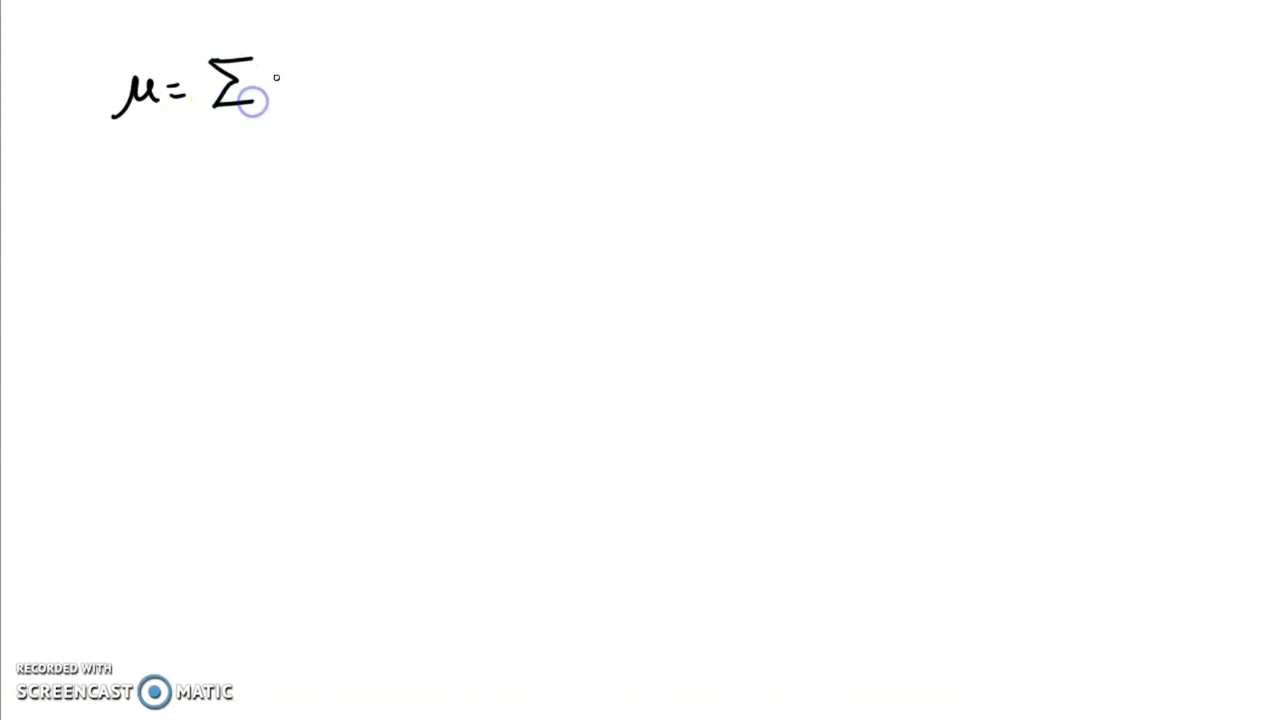 μ = Σ
RECORDED WITH
SCREENCAST MATIC